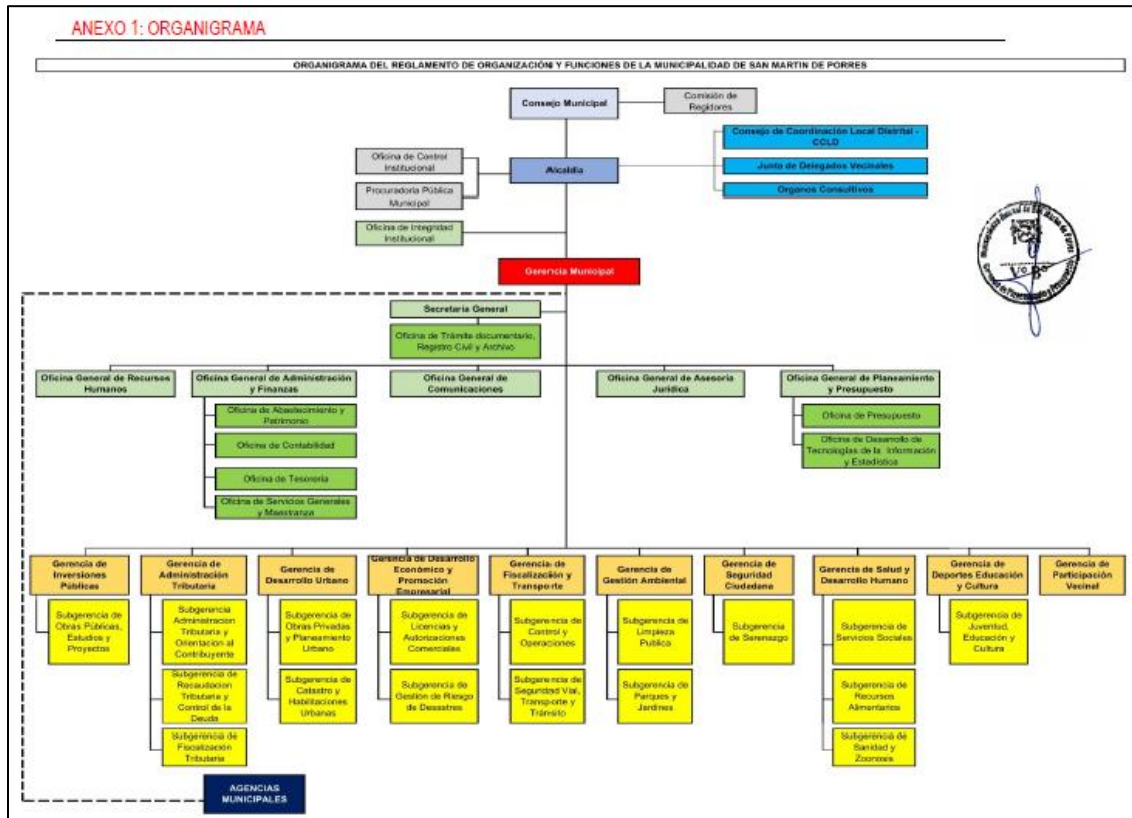 ANEXO 1: ORGANIGRAMA
ORGANIGRAMA DEL REGLAMENTO DE ORGANIZACIÓN Y FUNCIONES DE LA MUNICIPALIDAD DE SAN MARTIN DE PORRES
Consejo Municipal
Comisión de
Regidores
Consejo de Coordinación Local Distrital -
CCLD
Oficina de Control
Institucional
Alcaldia
Junto de Delegados Vecinales
Procuradoría Pública
Municipal
Organos Consultivos
Oficina de Integridad
Institucional
Gerencia Municipal
Secretaria General
Oficina de Trámite documentario,
Registro Civil y Archivo
Oficina General de Recursos
Humanos
Oficina General de Administración
y Finanzas
Oficina General de
Comunicaciones
Oficina General de Asesoria
Jurídica
Oficina General de Planeamiento
y Presupuesto
Oficina de Abastecimiento y
Patrimonio
Oficina de Contabilidad
Oficina de Tesorería
Oficina de Servicios Generales
y Maestranza
Oficina de Presupuesto
Oficina de Desarrollo de
Tecnologías de la Información
y Estadística
Gerencia de
Inversiones
Públicas
Gerencia de
Administración
Tributaria
Gerencia de
Desarrollo Urbano
Gerencia de Desarrollo
Económico y
Promoción
Empresarial
Gerencia de
Fiscalización y
Transporte
Gerencia de
Gestión Ambiental
Gerencia de
Seguridad
Ciudadana
Gerencia de Salud y
Desarrollo Humano
Gerencia de
Deportes Educación
y Cultura
Gerencia de
Participación
Vecinal
Subgerencia de
Obras Públicas,
Estudios y
Proyectos
Subgerencia
Administracion
Tributaria y
Orientacion al
Contribuyente
Subgerencia de
Recaudacion
Tributaria y
Control de la
Deuda
Subgerencia de
Fiscalización
Tributaria
Subgerencia de
Obras Privadas
y Planeamiento
Urbano
Subgerencia de
Catastro y
Habilitaciones
Urbanas
Subgerencia de
Licencias y
Autorizaciones
Comerciales
Subgerencia de
Gestión de Riesgo
de Desastres
Subgerencia de
Control y
Operaciones
Subgerencia de
Seguridad Vial,
Transporte y
Tránsito
Subgerencia de
Limpieza
Publica
Subgerencia de
Parques y
Jardines
Subgerencia
de Serenazgo
Subgerencia de
Servicios Sociales
Subgerencia de
Recursos
Alimentarios
Subgerencia de
Sanidad y
Zoonosis
Subgerencia
de Juventud,
Educación y
Cultura
AGENCIAS
MUNICIPALES
VºBº